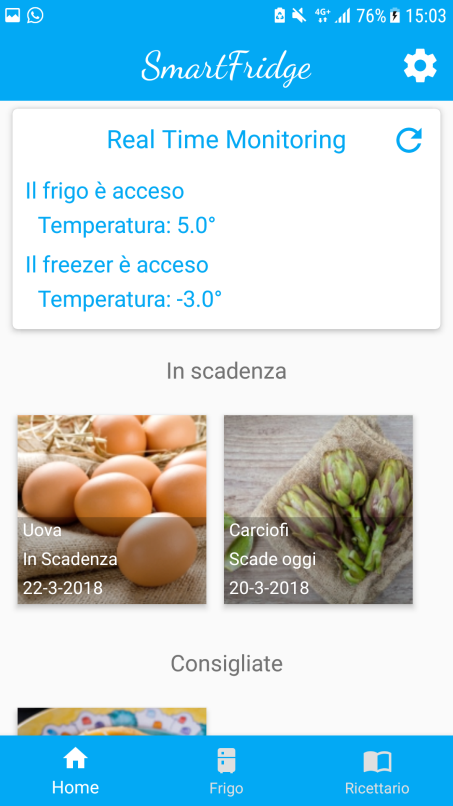 4G+ 76% 15:03
SmartFridge
Real Time Monitoring
Il frigo è acceso
Temperatura: 5.0°
Il freezer è acceso
Temperatura: -3.0°
In scadenza
Uova
In Scadenza
22-3-2018
Carciofi
Scade oggi
20-3-2018
Consigliate
Home
Frigo
Ricettario